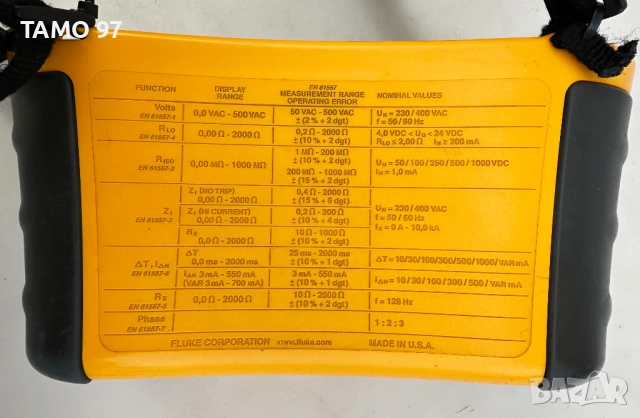 TAMO 97
FUNCTION
DISPLAY
RANGE
EN 61557
MEASUREMENT RANGE
OPERATING ERROR
NOMINAL VALUES
Volts
EN 61557-1
0,0 VAC - 500 VAC
50 VAC - 500 VAC
± (2% + 2 dgt)
UN = 230 / 400 VAC
f = 50 / 60 Hz
RLO
EN 61557-4
0,00 Ω - 2000 Ω
0,2 Ω - 2000 Ω
± (10% + 2 dgt)
4,0 VDC < UQ < 24 VDC
RLO ≤ 2,00 Ω IN ≥ 200 mA
RISO
EN 61557-2
0,00 MΩ - 1000 MΩ
1 MΩ - 200 MΩ
± (10% + 2 dgt)
200 MΩ - 1000 MΩ
± (15% + 2 dgt)
UN = 50 / 100 / 250 / 500 / 1000 VDC
IN = 1,0 mA
ZI
EN 61557-3
ZI (NO TRIP)
0,00 Ω - 2000 Ω
0,4 Ω - 2000 Ω
± (15% + 6 dgt)
ZI (HI CURRENT)
0,00 Ω - 2000 Ω
0,2 Ω - 200 Ω
± (10% + 4 dgt)
RE
0,0 Ω - 2000 Ω
10 Ω - 1000 Ω
± (10% + 2 dgt)
UN = 230 / 400 VAC
f = 50 / 60 Hz
IK = 0 A - 10,0 kA
ΔT , IΔN
EN 61557-6
ΔT
0,0 ms - 2000 ms
25 ms - 2000 ms
± (10% + 1 dgt)
ΔT = 10/30/100/300/500/1000/VAR mA
IΔN 3 mA - 550 mA
(VAR 3 mA - 700 mA)
3 mA - 550 mA
± (10% + 1 dgt)
IΔN = 10 / 30 / 100 / 300 / 500 / VAR mA
RE
EN 61557-5
0,0 Ω - 2000 Ω
10 Ω - 2000 Ω
± (10% + 2 dgt)
f = 128 Hz
Phase
EN 61557-7
1 : 2 : 3
FLUKE CORPORATION www.fluke.com MADE IN U.S.A.
bazar